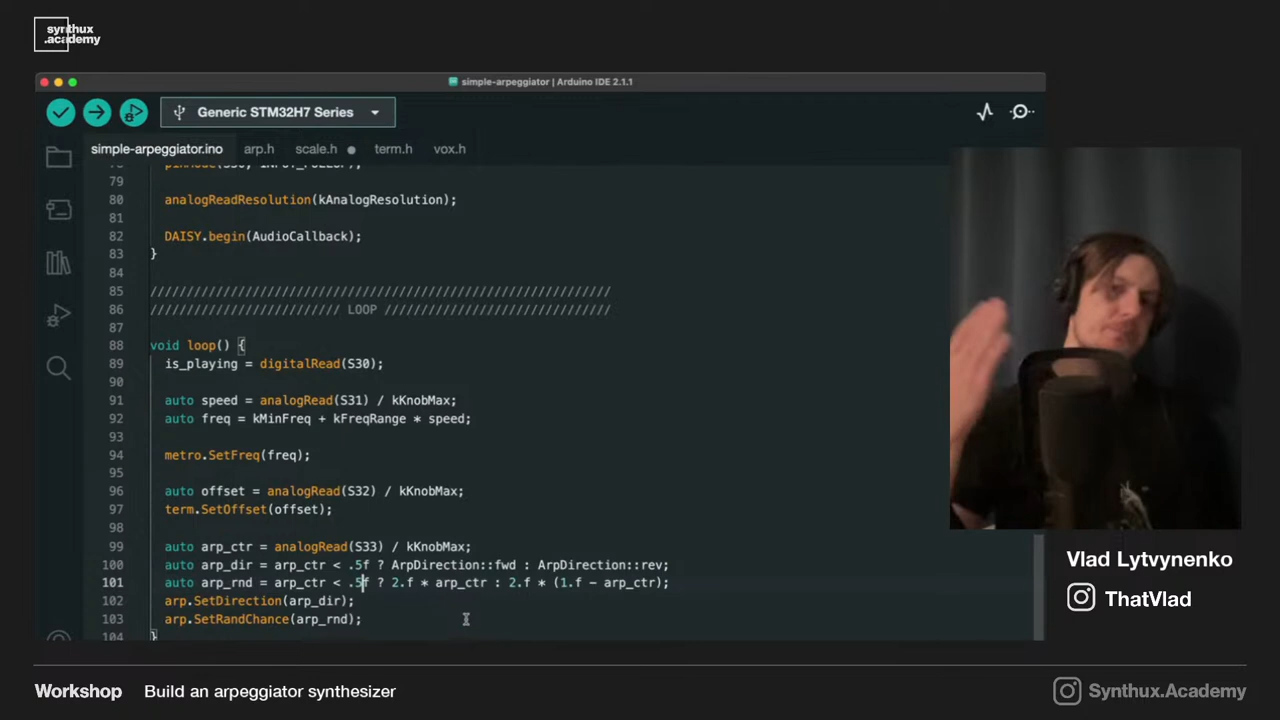 synthux
.academy
simple-arpeggiator | Arduino IDE 2.1.1
Generic STM32H7 Series
simple-arpeggiator.ino arp.h scale.h term.h vox.h
78 pinMode(S30, INPUT_PULLUP);
79
80 analogReadResolution(kAnalogResolution);
81
82 DAISY.begin(AudioCallback);
83 }
84
85 ///////////////////////////////////////////////////////////////
86 ////////////////////////// LOOP ///////////////////////////////
87
88 void loop() {
89 is_playing = digitalRead(S30);
90
91 auto speed = analogRead(S31) / kKnobMax;
92 auto freq = kMinFreq + kFreqRange * speed;
93
94 metro.SetFreq(freq);
95
96 auto offset = analogRead(S32) / kKnobMax;
97 term.SetOffset(offset);
98
99 auto arp_ctr = analogRead(S33) / kKnobMax;
100 auto arp_dir = arp_ctr < .5f ? ArpDirection::fwd : ArpDirection::rev;
101 auto arp_rnd = arp_ctr < .5f ? 2.f * arp_ctr : 2.f * (1.f - arp_ctr);
102 arp.SetDirection(arp_dir);
103 arp.SetRandChance(arp_rnd);
104 }
Vlad Lytvynenko
ThatVlad
Workshop Build an arpeggiator synthesizer
Synthux.Academy